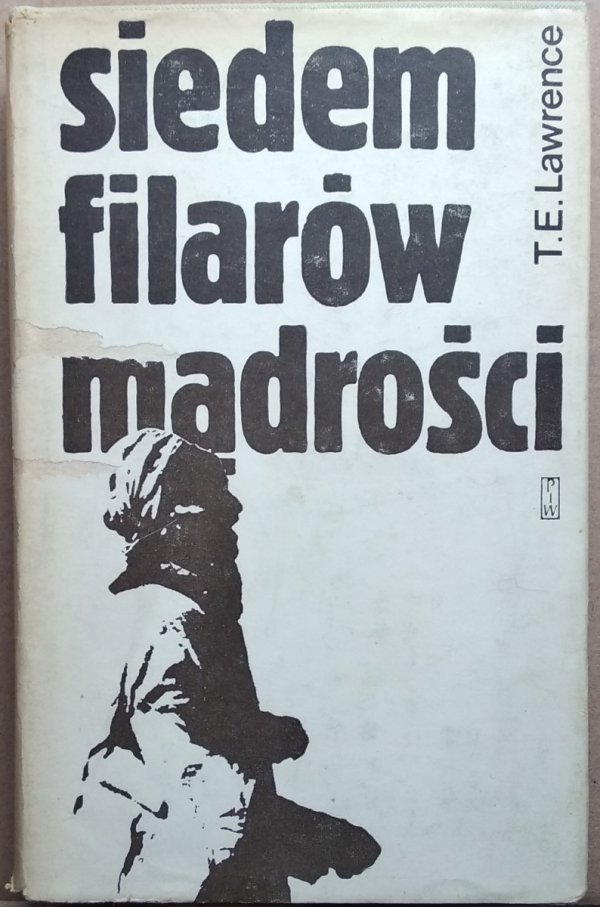 siedem
filarów
mądrości
T.E. Lawrence
PIW